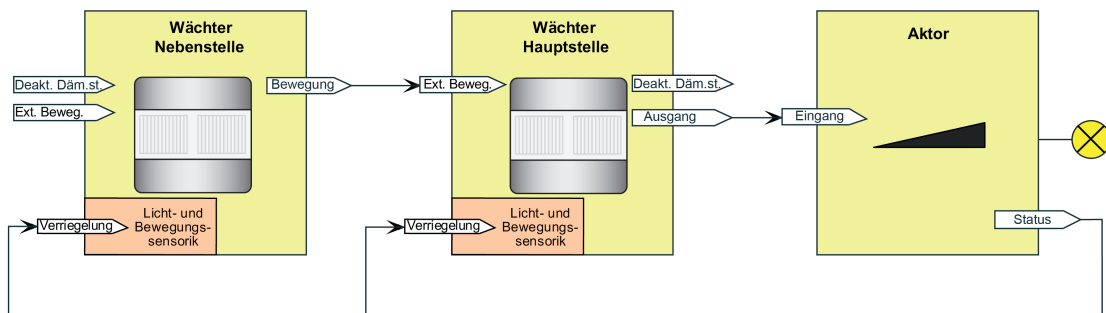 Wächter
Nebenstelle
Deakt. Däm.st.
Ext. Beweg.
Bewegung
Verriegelung
Licht- und
Bewegungs-
sensorik
Wächter
Hauptstelle
Ext. Beweg.
Deakt. Däm.st.
Ausgang
Verriegelung
Licht- und
Bewegungs-
sensorik
Aktor
Eingang
Status